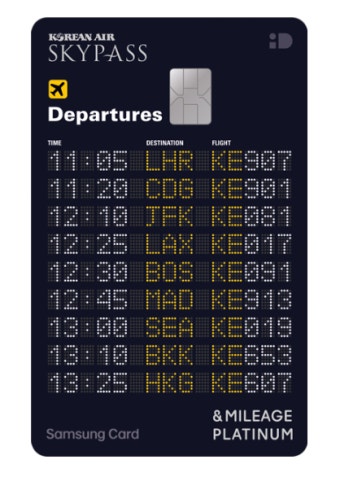 KOREAN AIR
SKYPASS
iD
Departures
TIME DESTINATION FLIGHT
11:05 LHR KE907
11:20 CDG KE901
12:10 JFK KE081
12:25 LAX KE017
12:30 BOS KE091
12:45 MAD KE913
13:00 SEA KE019
13:10 BKK KE653
13:25 HKG KE607
&MILEAGE
Samsung Card PLATINUM